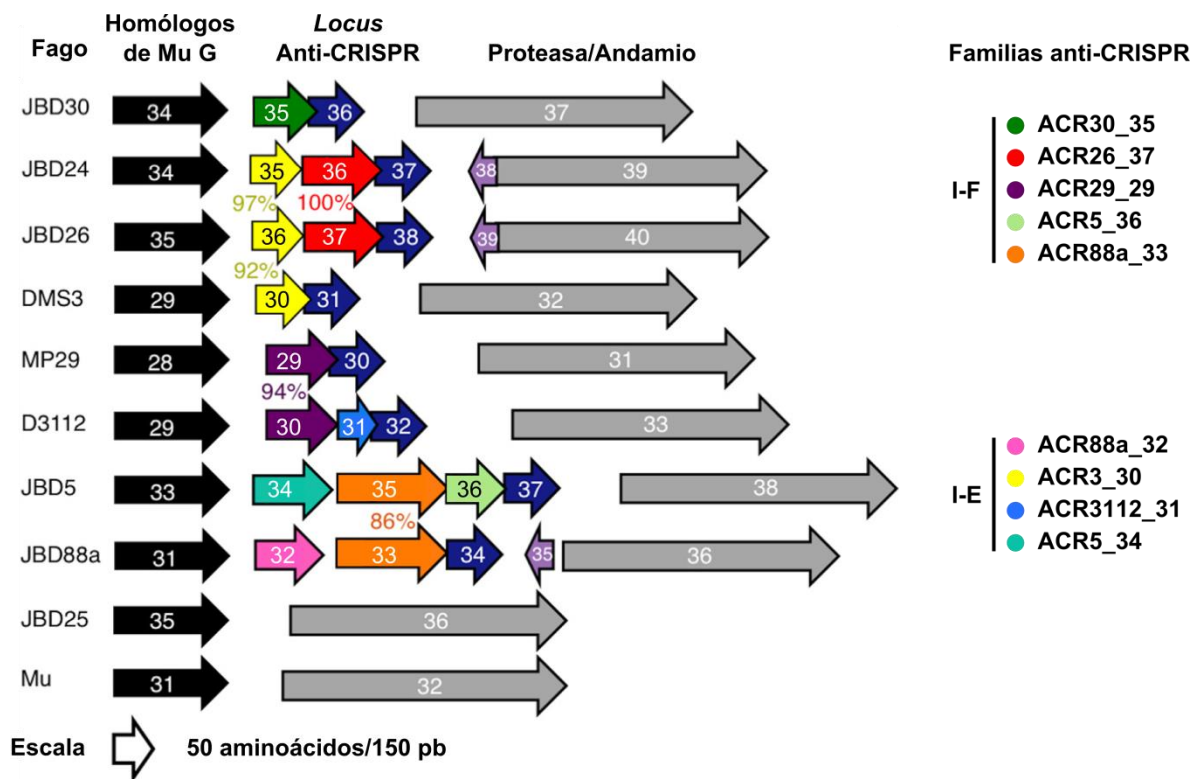 Fago Homólogos de Mu G Locus Anti-CRISPR Proteasa/Andamio Familias anti-CRISPR
JBD30 34 35 36 37
JBD24 34 35 36 37 38 39
97% 100%
JBD26 35 36 37 38 39 40
92%
DMS3 29 30 31 32
MP29 28 29 30 31
94%
D3112 29 30 31 32 33
JBD5 33 34 35 36 37 38
86%
JBD88a 31 32 33 34 35 36
JBD25 35 36
Mu 31 32
Escala 50 aminoácidos/150 pb
I-F
ACR30_35
ACR26_37
ACR29_29
ACR5_36
ACR88a_33
I-E
ACR88a_32
ACR3_30
ACR3112_31
ACR5_34